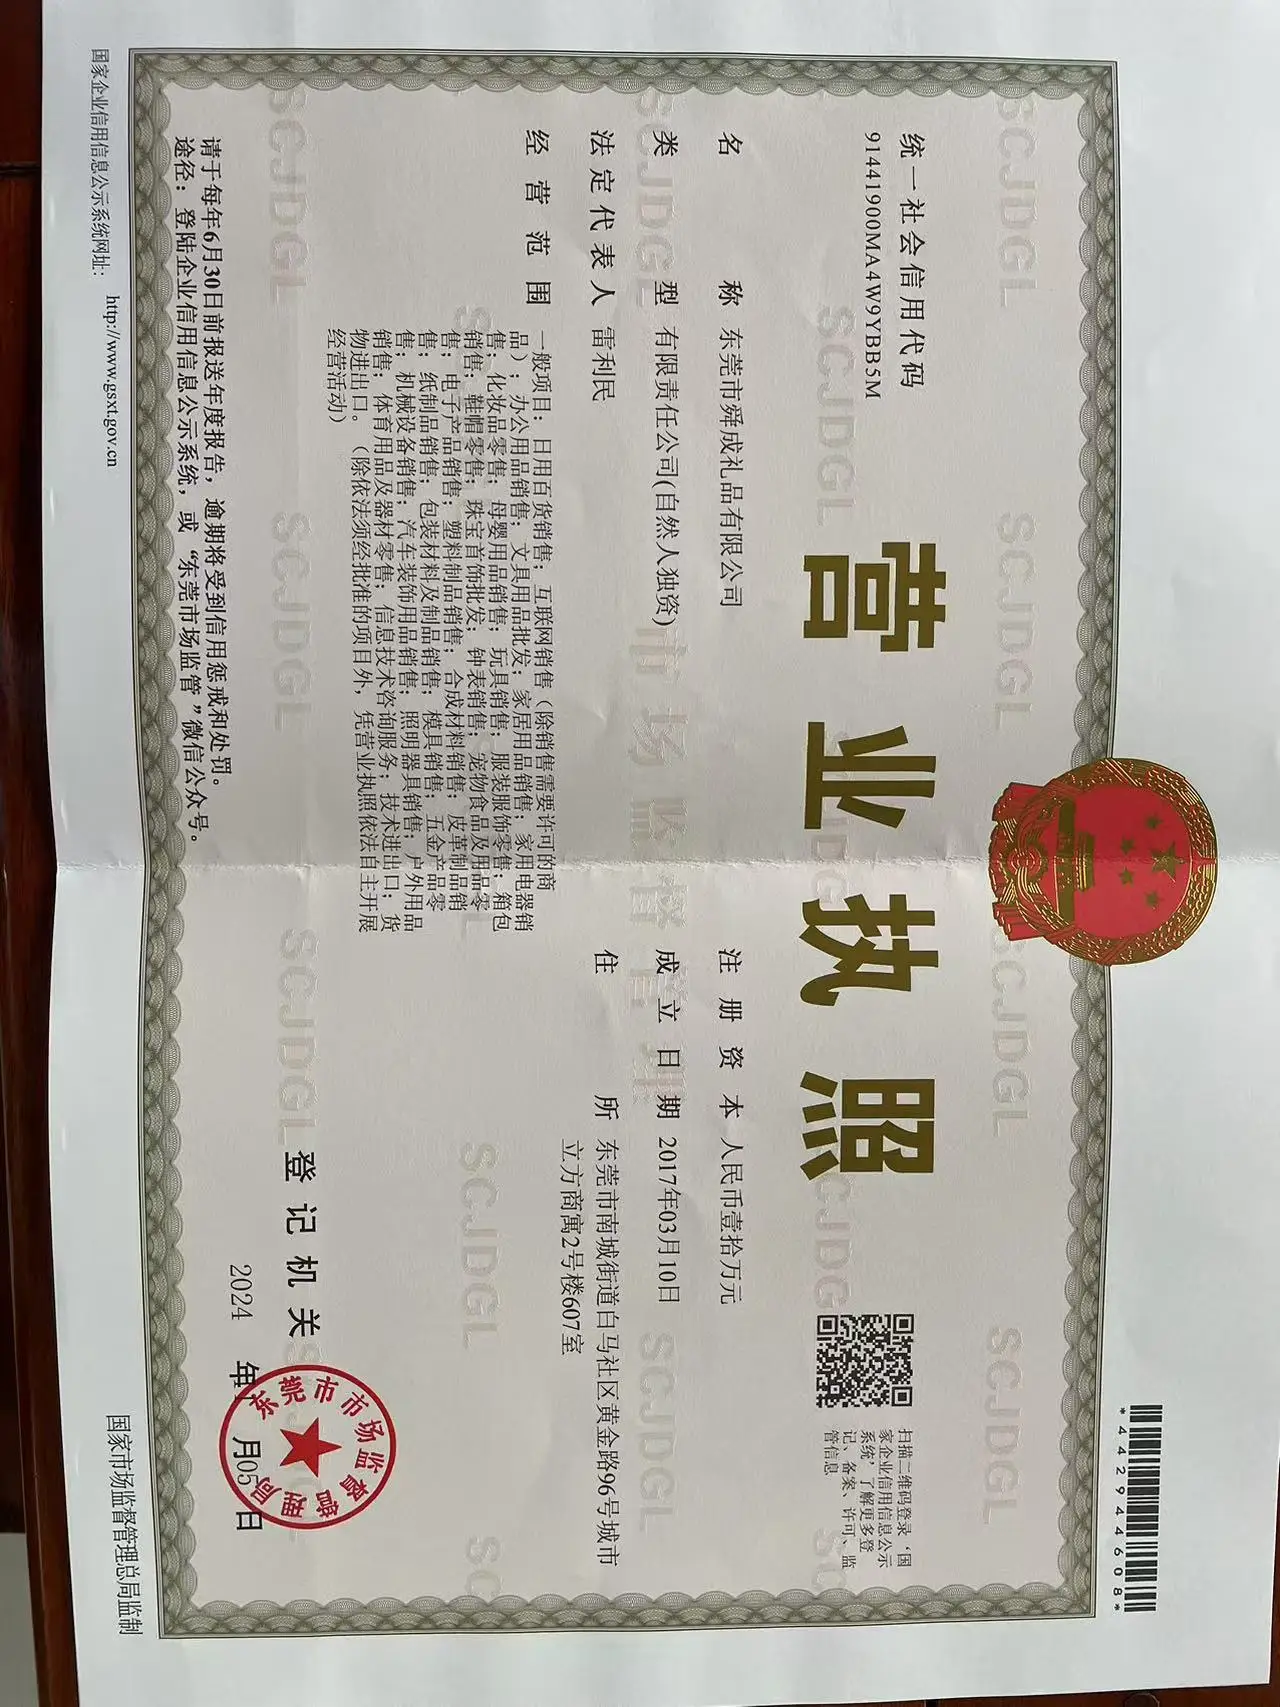 *442944608*
统一社会信用代码
91441900MA4W9YBB5M
营业执照
扫描二维码登录‘国
家企业信用信息公示
系统’了解更多登
记、备案、许可、监
管信息
名 称 东莞市舜成礼品有限公司
类 型 有限责任公司(自然人独资)
法定代表人 雷利民
经营范围 一般项目：日用百货销售；互联网销售（除销售需要许可的商
品）；办公用品销售；文具用品批发；家居用品销售；家用电器销
售；化妆品零售；母婴用品销售；玩具销售；服装服饰零售；箱包
销售；鞋帽零售；珠宝首饰批发；钟表销售；宠物食品及用品零
售；电子产品销售；塑料制品销售；合成材料销售；皮革制品销
售；纸制品销售；包装材料及制品销售；模具销售；五金产品零
售；机械设备销售；汽车装饰用品销售；照明器具销售；户外用品
销售；体育用品及器材零售；信息技术咨询服务；技术进出口；货
物进出口。（除依法须经批准的项目外，凭营业执照依法自主开展
经营活动）
注册资本 人民币壹拾万元
成立日期 2017年03月10日
住 所 东莞市南城街道白马社区黄金路96号城市
立方商寓2号楼607室
登记机关
东莞市市场监督管理局
2024 年 月05日
请于每年6月30日前报送年度报告，逾期将受到信用惩戒和处罚。
途径：登陆企业信用信息公示系统，或“东莞市场监管”微信公众号。
国家企业信用信息公示系统网址： http://www.gsxt.gov.cn
国家市场监督管理总局监制